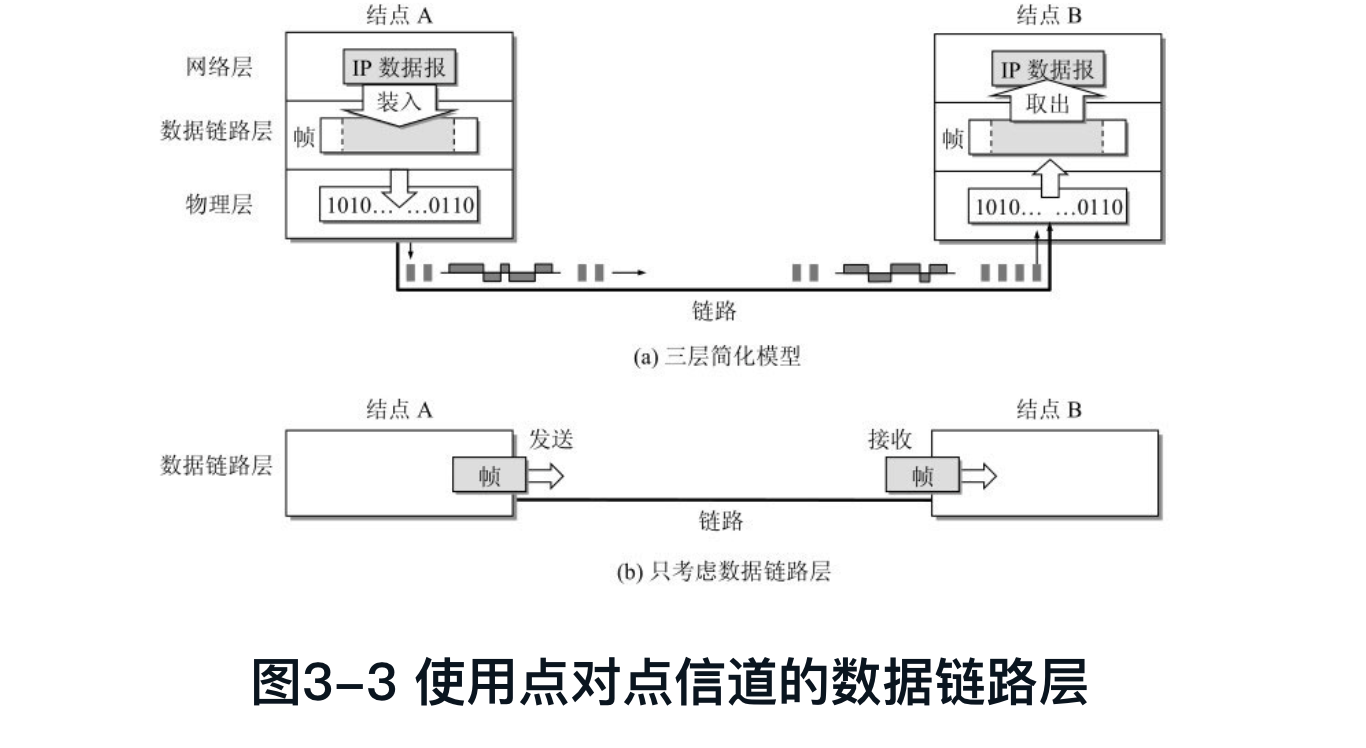 结点 A 结点 B
网络层 IP 数据报 IP 数据报
装入 取出
数据链路层 帧 帧
物理层 1010… …0110 1010… …0110
链路
(a) 三层简化模型
结点 A 结点 B
发送 接收
数据链路层 帧 帧
链路
(b) 只考虑数据链路层
图3-3 使用点对点信道的数据链路层